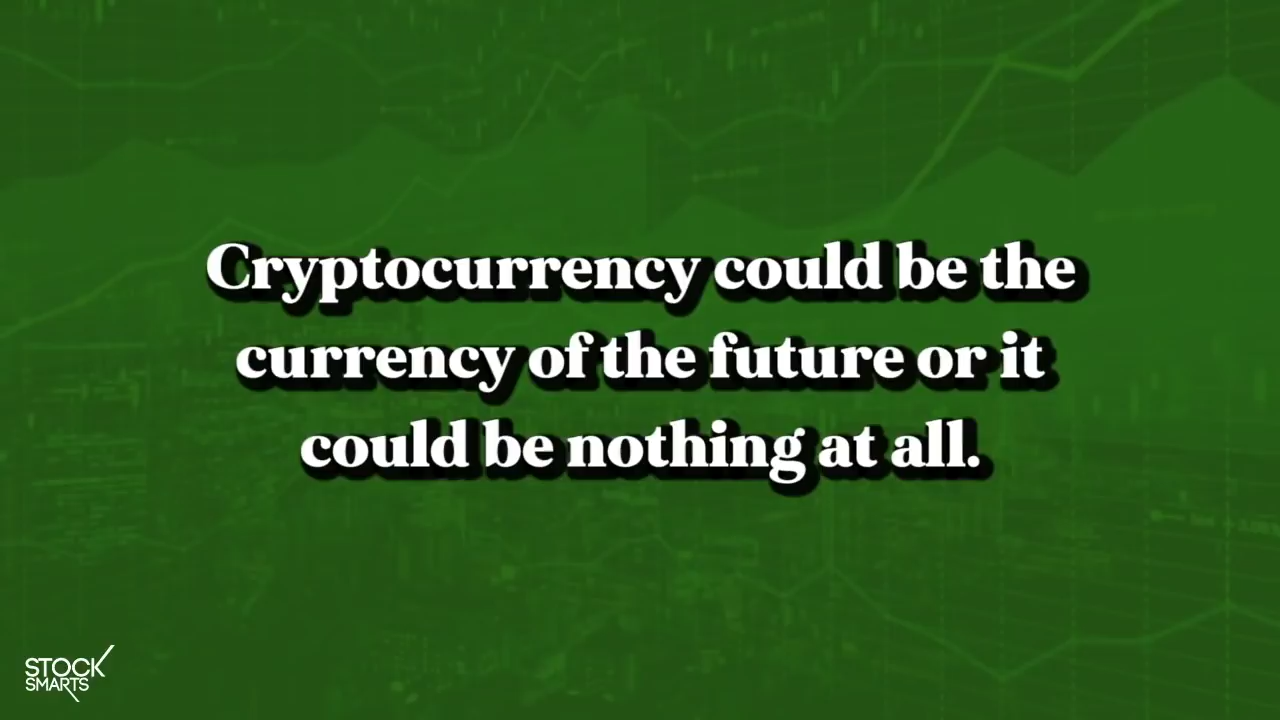 Cryptocurrency could be the
currency of the future or it
could be nothing at all.
STOCK
SMARTS